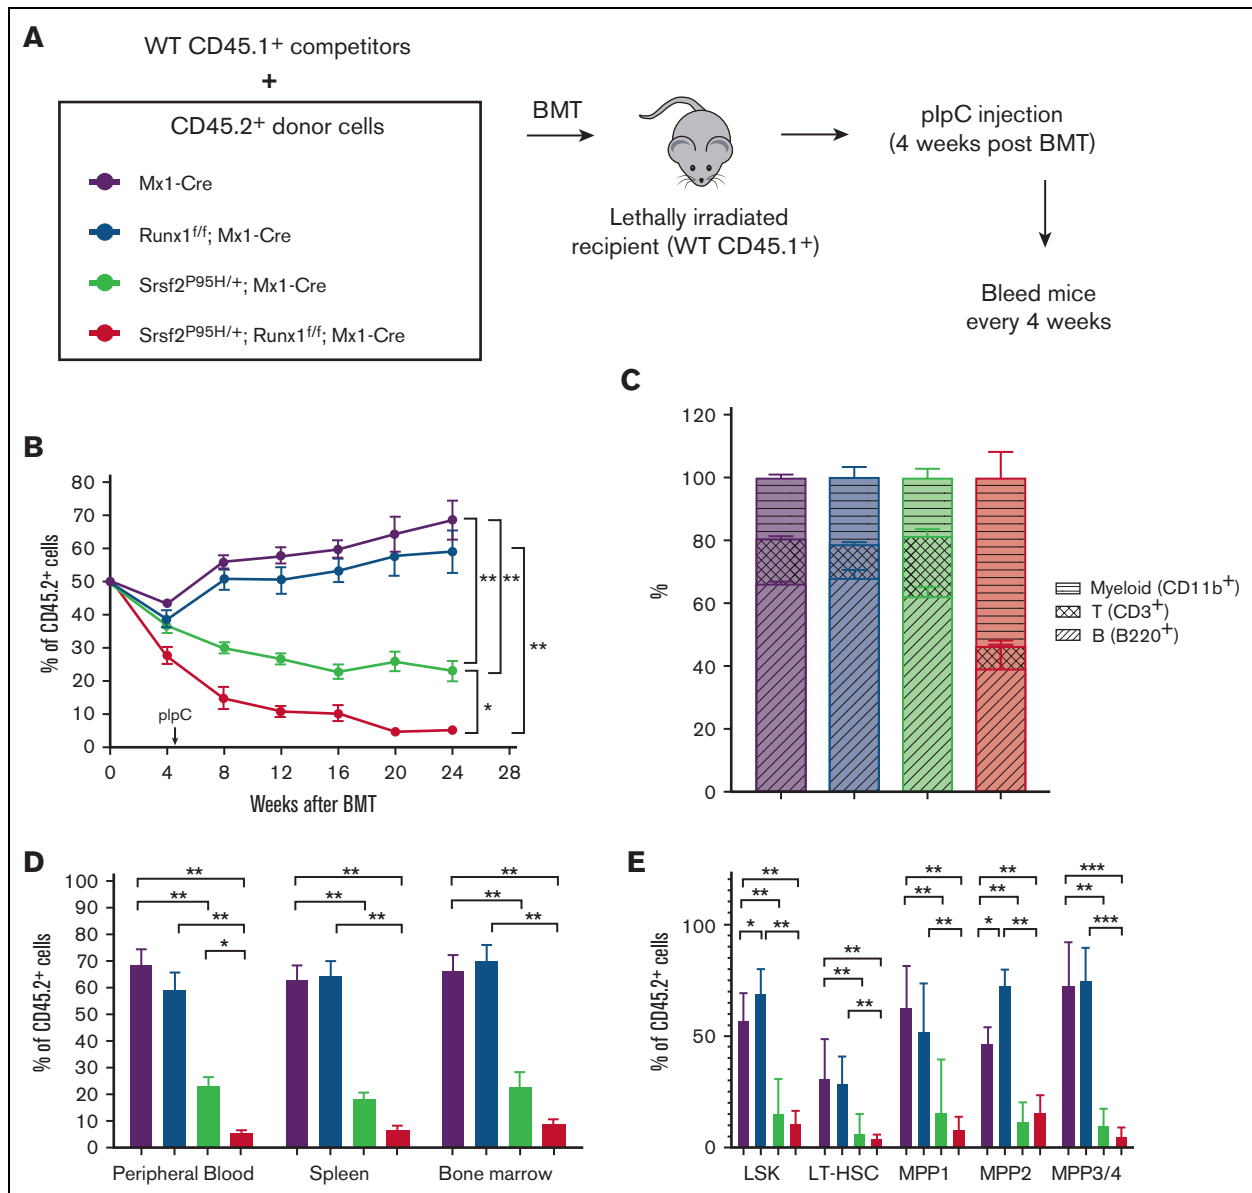 A
WT CD45.1+ competitors
+
CD45.2+ donor cells
Mx1-Cre
Runx1f/f; Mx1-Cre
Srsf2P95H/+; Mx1-Cre
Srsf2P95H/+; Runx1f/f; Mx1-Cre
BMT
Lethally irradiated
recipient (WT CD45.1+)
pIpC injection
(4 weeks post BMT)
Bleed mice
every 4 weeks
B
% of CD45.2+ cells
80
70
60
50
40
30
20
10
0
pIpC
** **
**
*
0 4 8 12 16 20 24 28
Weeks after BMT
C
%
120
100
80
60
40
20
0
Myeloid (CD11b+)
T (CD3+)
B (B220+)
D
% of CD45.2+ cells
100
90
80
70
60
50
40
30
20
10
0
** ** **
** ** **
** ** **
*
Peripheral Blood Spleen Bone marrow
E
% of CD45.2+ cells
100
50
0
** ** ** ***
** ** ** **
* ** ** * ** ***
**
**
**
LSK LT-HSC MPP1 MPP2 MPP3/4